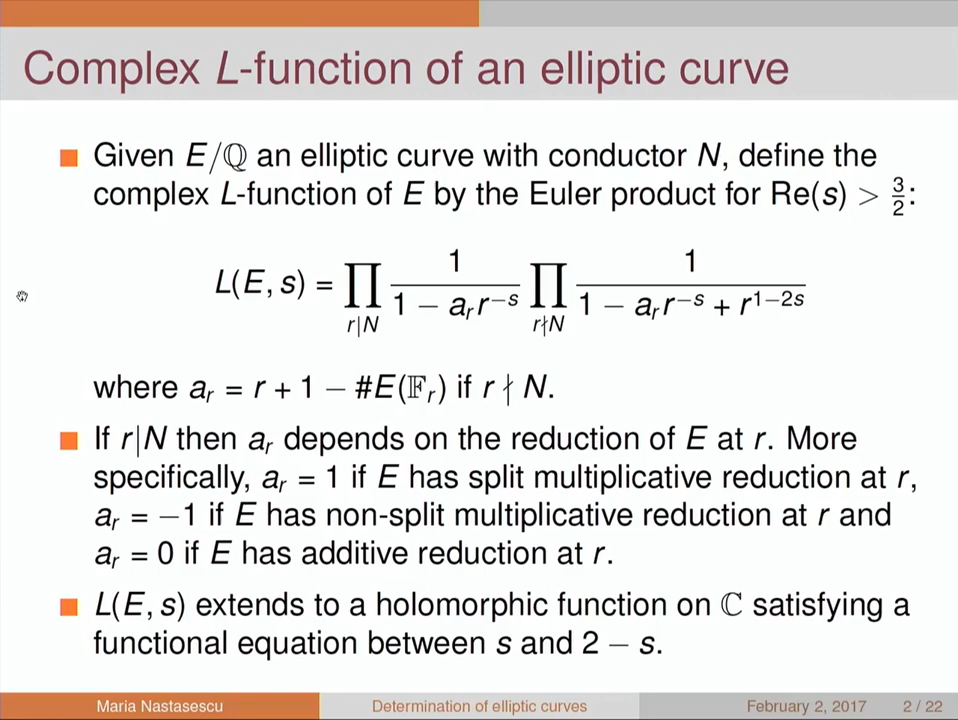 Complex L-function of an elliptic curve
Given E/ℚ an elliptic curve with conductor N, define the
complex L-function of E by the Euler product for Re(s) > 3/2:
L(E, s) = ∏_{r|N} 1/(1 − a_r r^{−s}) ∏_{r∤N} 1/(1 − a_r r^{−s} + r^{1−2s})
where a_r = r + 1 − #E(𝔽_r) if r ∤ N.
If r|N then a_r depends on the reduction of E at r. More
specifically, a_r = 1 if E has split multiplicative reduction at r,
a_r = −1 if E has non-split multiplicative reduction at r and
a_r = 0 if E has additive reduction at r.
L(E, s) extends to a holomorphic function on ℂ satisfying a
functional equation between s and 2 − s.
Maria Nastasescu Determination of elliptic curves February 2, 2017 2 / 22